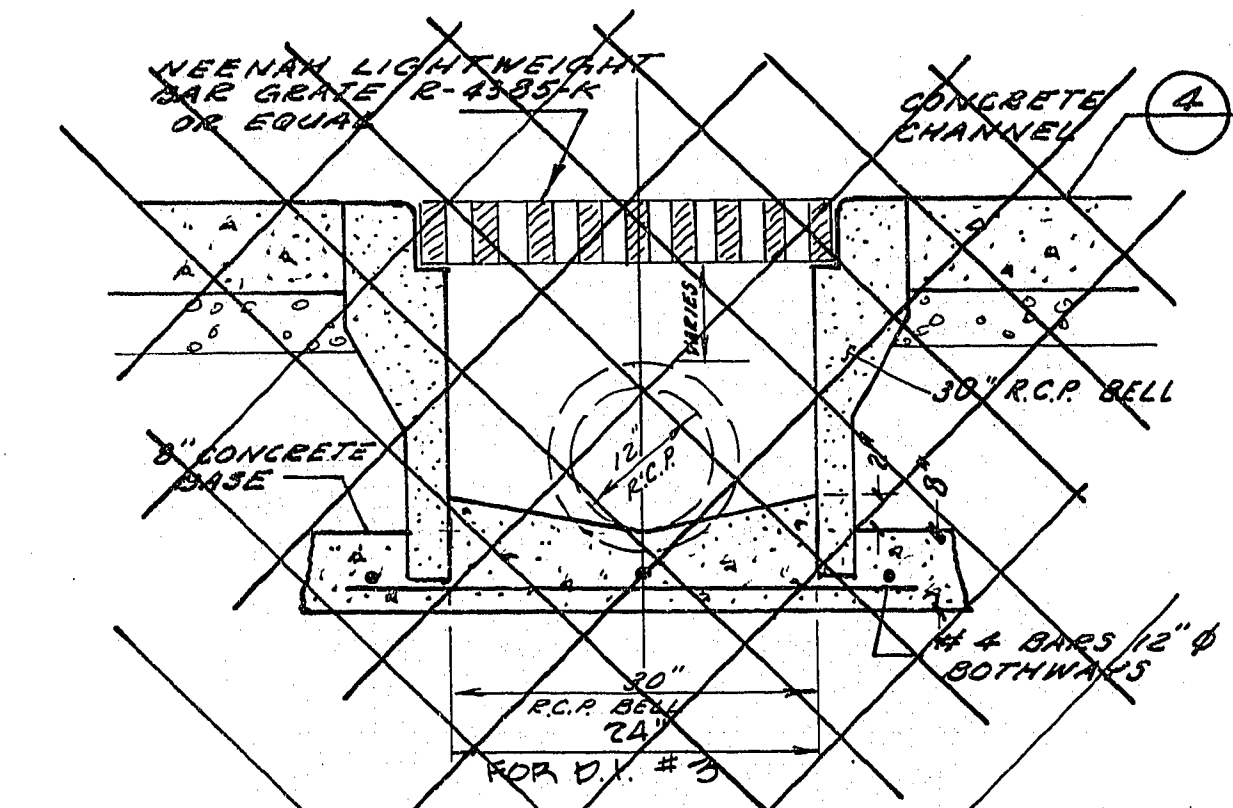 NEENAH LIGHTWEIGHT
BAR GRATE R-4385-K
OR EQUAL
CONCRETE
CHANNEL
4
VARIES
30" R.C.P. BELL
12"
R.C.P.
8" CONCRETE
BASE
2"
8"
# 4 BARS 12" Φ
BOTHWAYS
30"
R.C.P. BELL
24"
FOR D.I. # 3